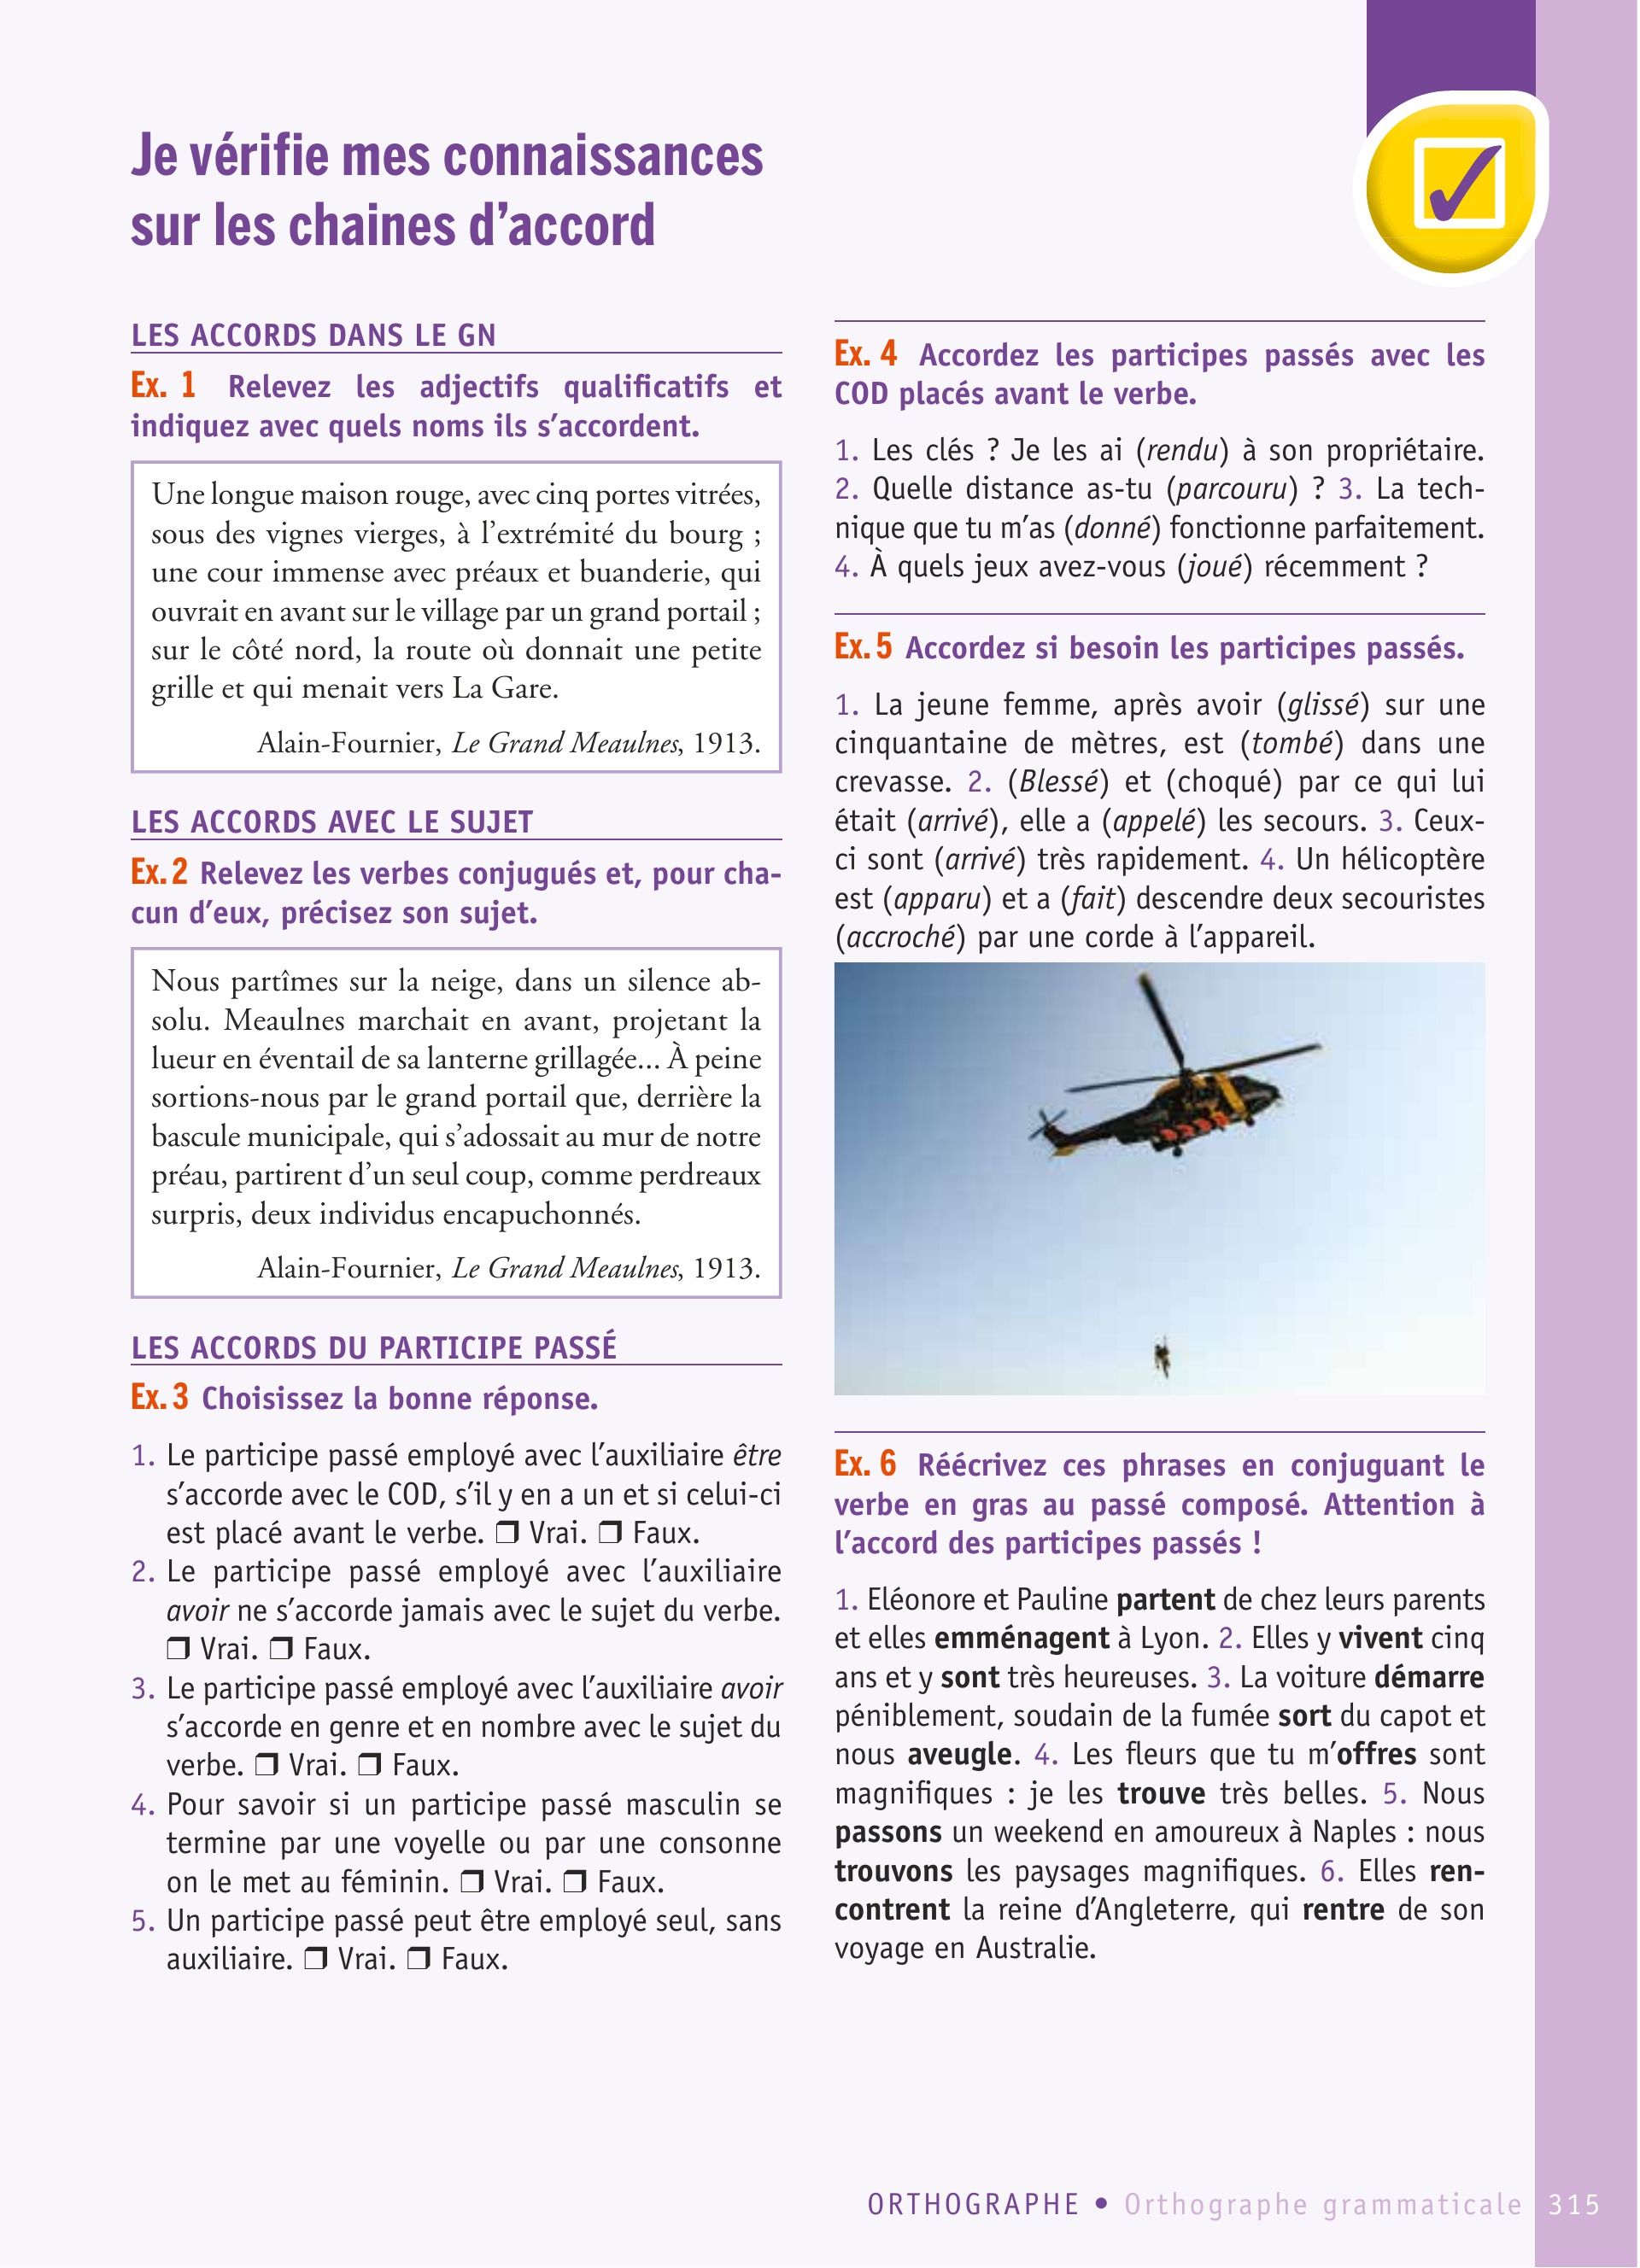 Je vérifie mes connaissances
sur les chaines d’accord
LES ACCORDS DANS LE GN
Ex. 1 Relevez les adjectifs qualificatifs et
indiquez avec quels noms ils s’accordent.
Une longue maison rouge, avec cinq portes vitrées,
sous des vignes vierges, à l’extrémité du bourg ;
une cour immense avec préaux et buanderie, qui
ouvrait en avant sur le village par un grand portail ;
sur le côté nord, la route où donnait une petite
grille et qui menait vers La Gare.
Alain-Fournier, Le Grand Meaulnes, 1913.
LES ACCORDS AVEC LE SUJET
Ex. 2 Relevez les verbes conjugués et, pour cha-
cun d’eux, précisez son sujet.
Nous partîmes sur la neige, dans un silence ab-
solu. Meaulnes marchait en avant, projetant la
lueur en éventail de sa lanterne grillagée... À peine
sortions-nous par le grand portail que, derrière la
bascule municipale, qui s’adossait au mur de notre
préau, partirent d’un seul coup, comme perdreaux
surpris, deux individus encapuchonnés.
Alain-Fournier, Le Grand Meaulnes, 1913.
LES ACCORDS DU PARTICIPE PASSÉ
Ex. 3 Choisissez la bonne réponse.
1. Le participe passé employé avec l’auxiliaire être
s’accorde avec le COD, s’il y en a un et si celui-ci
est placé avant le verbe. ❒ Vrai. ❒ Faux.
2. Le participe passé employé avec l’auxiliaire
avoir ne s’accorde jamais avec le sujet du verbe.
❒ Vrai. ❒ Faux.
3. Le participe passé employé avec l’auxiliaire avoir
s’accorde en genre et en nombre avec le sujet du
verbe. ❒ Vrai. ❒ Faux.
4. Pour savoir si un participe passé masculin se
termine par une voyelle ou par une consonne
on le met au féminin. ❒ Vrai. ❒ Faux.
5. Un participe passé peut être employé seul, sans
auxiliaire. ❒ Vrai. ❒ Faux.
Ex. 4 Accordez les participes passés avec les
COD placés avant le verbe.
1. Les clés ? Je les ai (rendu) à son propriétaire.
2. Quelle distance as-tu (parcouru) ? 3. La tech-
nique que tu m’as (donné) fonctionne parfaitement.
4. À quels jeux avez-vous (joué) récemment ?
Ex. 5 Accordez si besoin les participes passés.
1. La jeune femme, après avoir (glissé) sur une
cinquantaine de mètres, est (tombé) dans une
crevasse. 2. (Blessé) et (choqué) par ce qui lui
était (arrivé), elle a (appelé) les secours. 3. Ceux-
ci sont (arrivé) très rapidement. 4. Un hélicoptère
est (apparu) et a (fait) descendre deux secouristes
(accroché) par une corde à l’appareil.
Ex. 6 Réécrivez ces phrases en conjuguant le
verbe en gras au passé composé. Attention à
l’accord des participes passés !
1. Eléonore et Pauline partent de chez leurs parents
et elles emménagent à Lyon. 2. Elles y vivent cinq
ans et y sont très heureuses. 3. La voiture démarre
péniblement, soudain de la fumée sort du capot et
nous aveugle. 4. Les fleurs que tu m’offres sont
magnifiques : je les trouve très belles. 5. Nous
passons un weekend en amoureux à Naples : nous
trouvons les paysages magnifiques. 6. Elles ren-
contrent la reine d’Angleterre, qui rentre de son
voyage en Australie.
ORTHOGRAPHE • Orthographe grammaticale 315